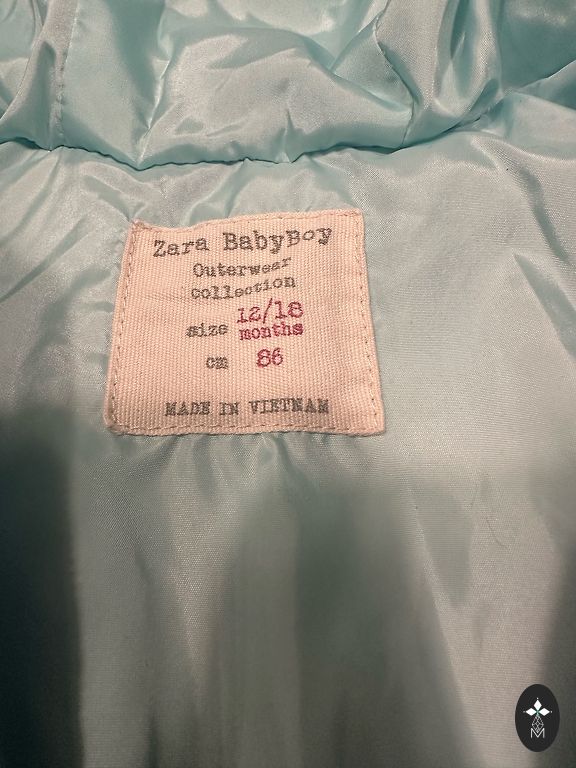 Zara BabyBoy
Outerwear
collection
size 12/18
months
cm 86
MADE IN VIETNAM
M